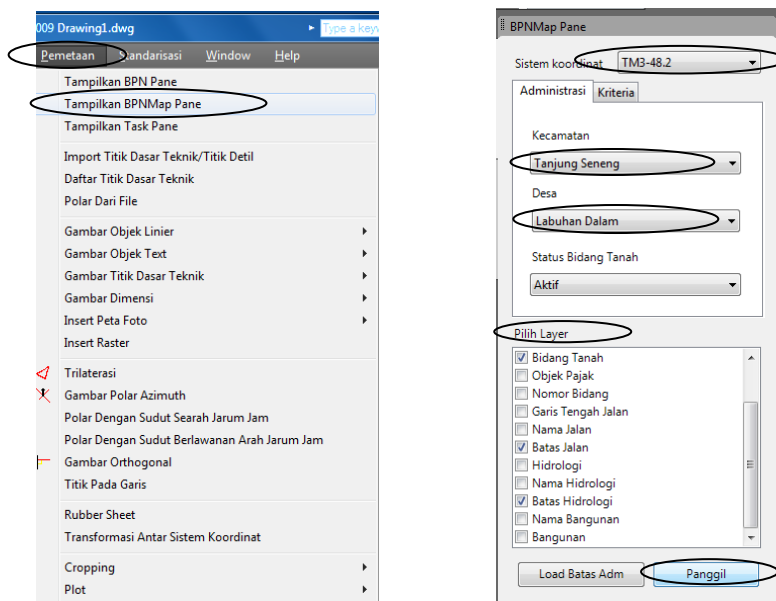 009 Drawing1.dwg
Type a keyw
Pemetaan Standarisasi Window Help
Tampilkan BPN Pane
Tampilkan BPNMap Pane
Tampilkan Task Pane
Import Titik Dasar Teknik/Titik Detil
Daftar Titik Dasar Teknik
Polar Dari File
Gambar Objek Linier
Gambar Objek Text
Gambar Titik Dasar Teknik
Gambar Dimensi
Insert Peta Foto
Insert Raster
Trilaterasi
Gambar Polar Azimuth
Polar Dengan Sudut Searah Jarum Jam
Polar Dengan Sudut Berlawanan Arah Jarum Jam
Gambar Orthogonal
Titik Pada Garis
Rubber Sheet
Transformasi Antar Sistem Koordinat
Cropping
Plot
BPNMap Pane
Sistem koordinat TM3-48.2
Administrasi Kriteria
Kecamatan
Tanjung Seneng
Desa
Labuhan Dalam
Status Bidang Tanah
Aktif
Pilih Layer
Bidang Tanah
Objek Pajak
Nomor Bidang
Garis Tengah Jalan
Nama Jalan
Batas Jalan
Hidrologi
Nama Hidrologi
Batas Hidrologi
Nama Bangunan
Bangunan
Load Batas Adm Panggil